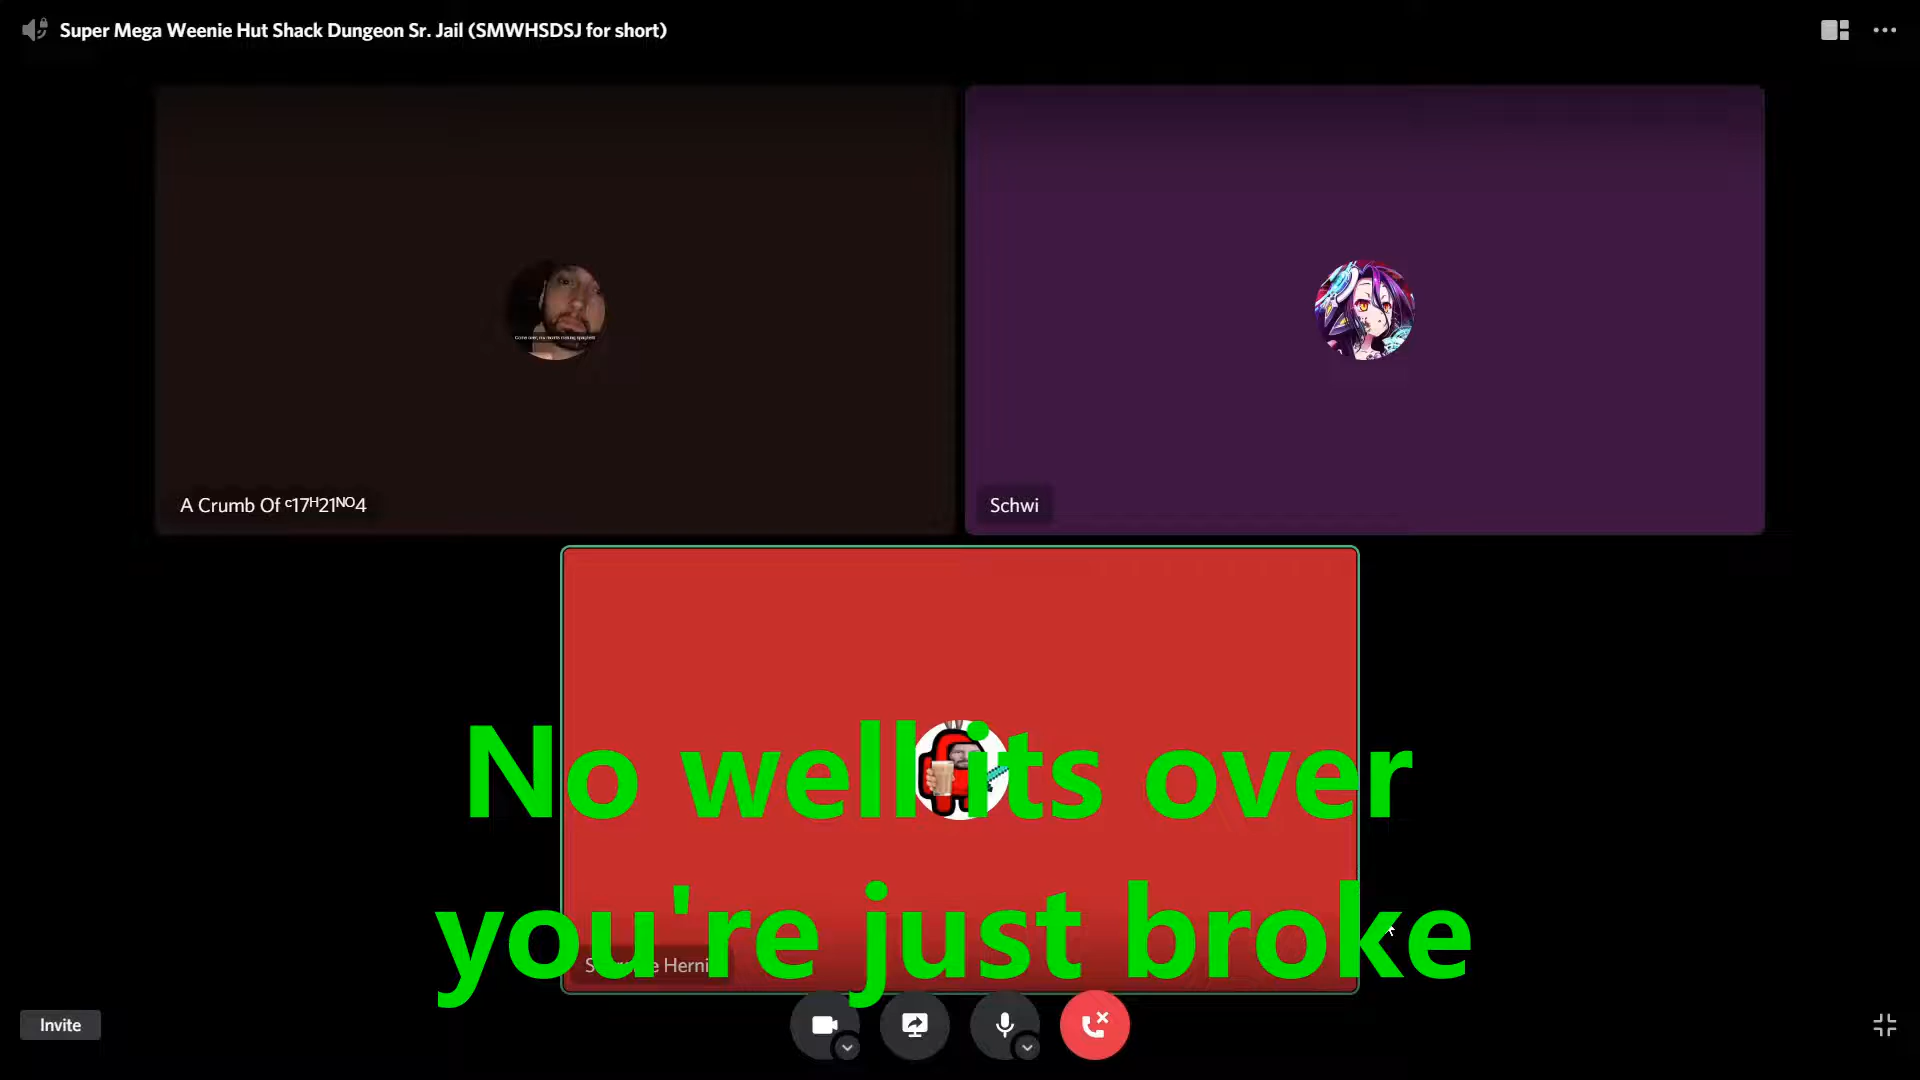 Super Mega Weenie Hut Shack Dungeon Sr. Jail (SMWHSDSJ for short)
A Crumb Of ᶜ17ᴴ21ᴺᴼ4
Schwi
No well its over
you're just broke
Herni
Invite